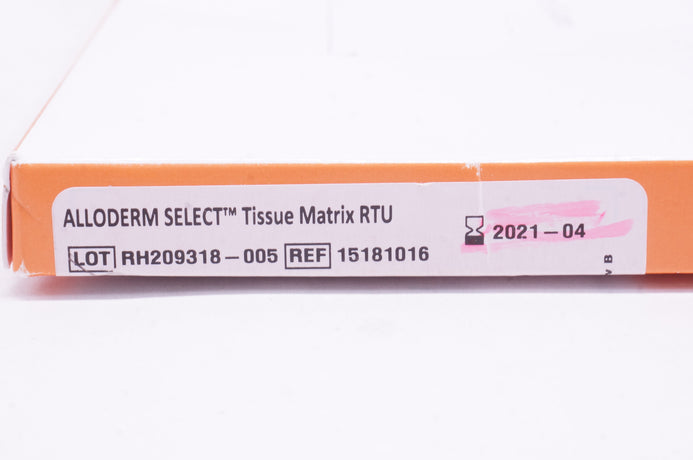 ALLODERM SELECT™ Tissue Matrix RTU
2021-04
LOT RH209318-005 REF 15181016
B